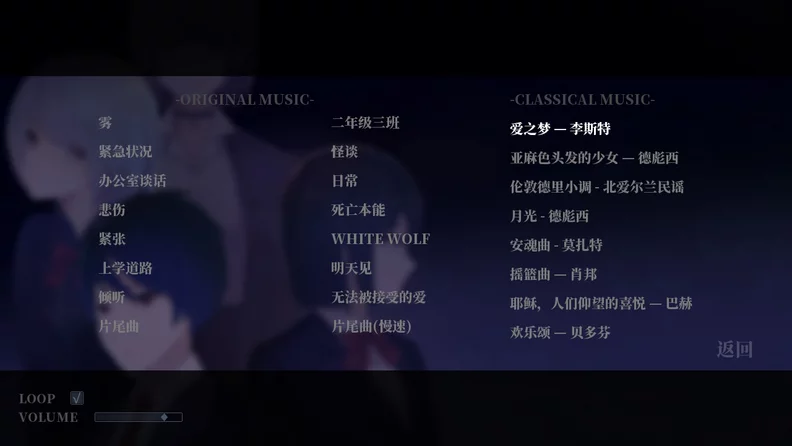 -ORIGINAL MUSIC-
雾
紧急状况
办公室谈话
悲伤
紧张
上学道路
倾听
片尾曲
二年级三班
怪谈
日常
死亡本能
WHITE WOLF
明天见
无法被接受的爱
片尾曲(慢速)
-CLASSICAL MUSIC-
爱之梦 — 李斯特
亚麻色头发的少女 — 德彪西
伦敦德里小调 - 北爱尔兰民谣
月光 - 德彪西
安魂曲 - 莫扎特
摇篮曲 — 肖邦
耶稣，人们仰望的喜悦 — 巴赫
欢乐颂 — 贝多芬
返回
LOOP √
VOLUME